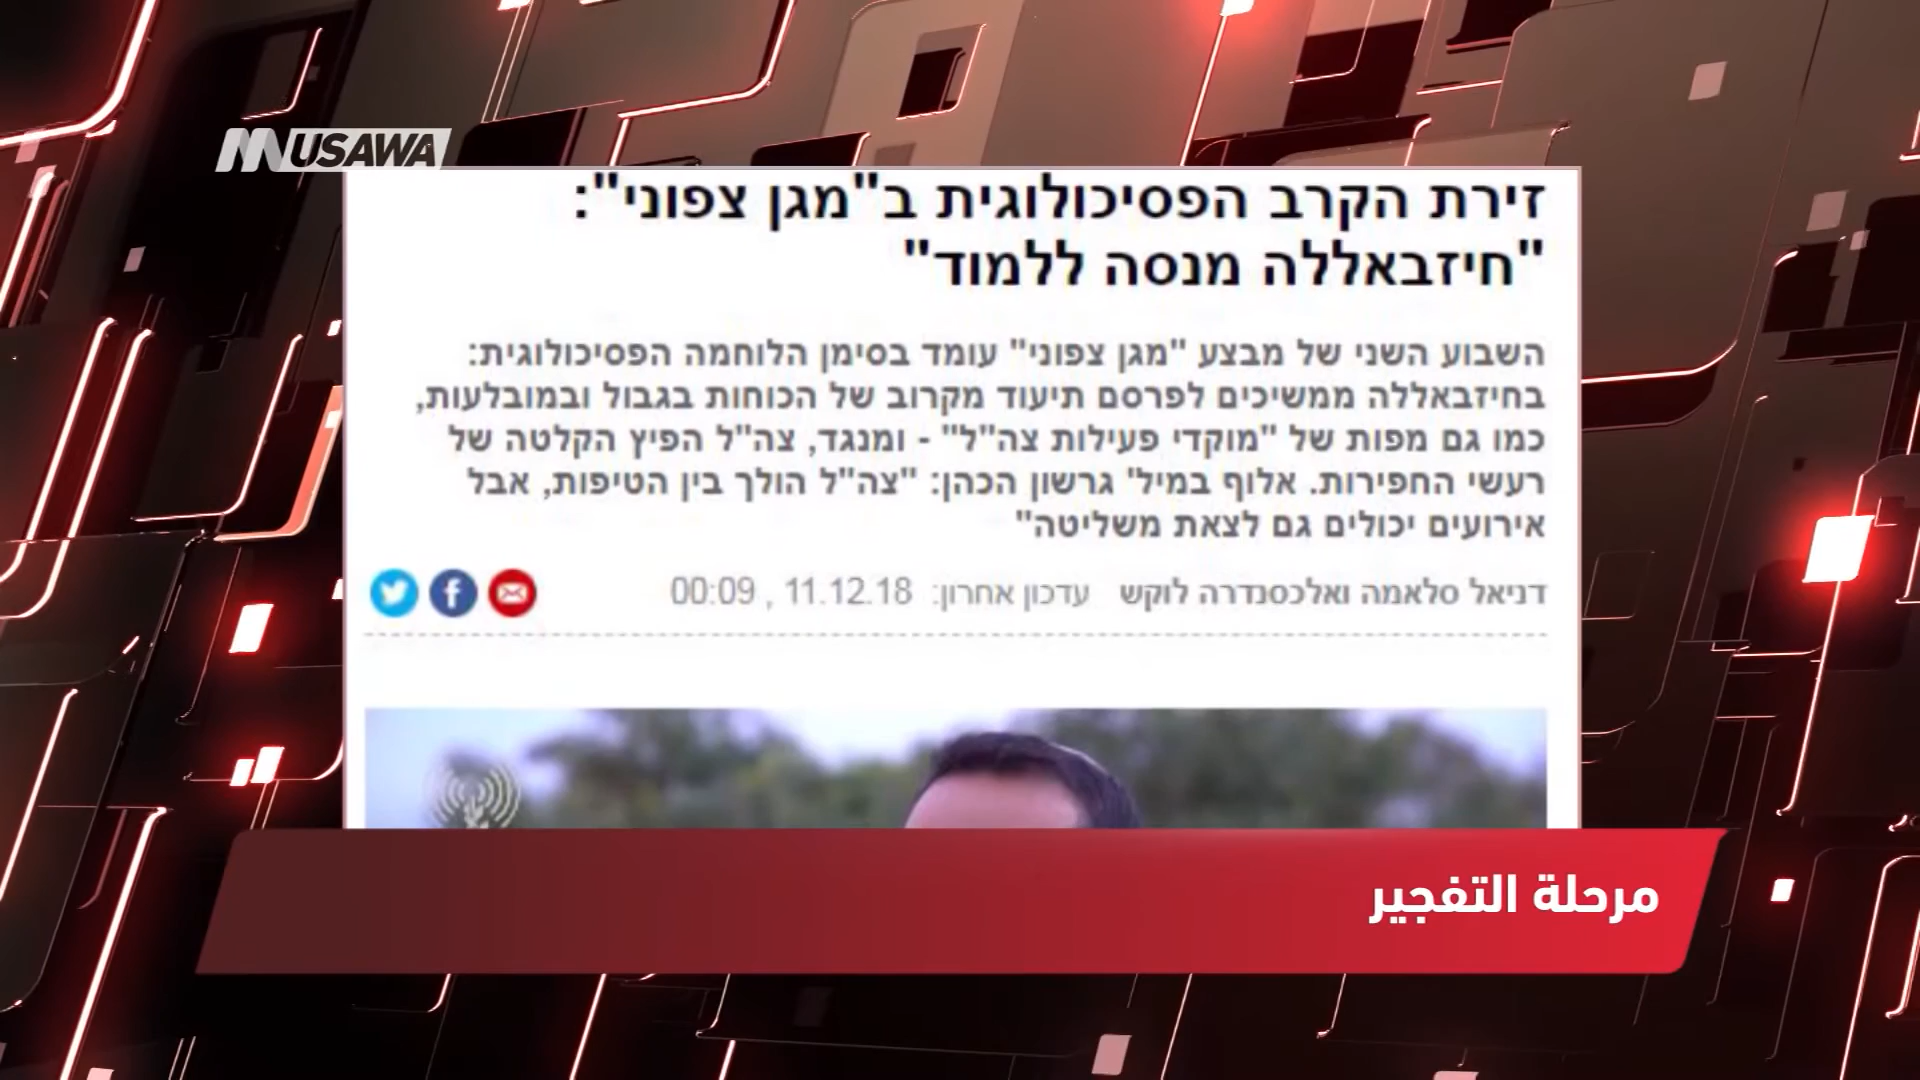 MUSAWA
זירת הקרב הפסיכולוגית ב"מגן צפוני":
"חיזבאללה מנסה ללמוד"
השבוע השני של מבצע "מגן צפוני" עומד בסימן הלוחמה הפסיכולוגית:
בחיזבאללה ממשיכים לפרסם תיעוד מקרוב של הכוחות בגבול ובמובלעות,
כמו גם מפות של "מוקדי פעילות צה"ל" - ומנגד, צה"ל הפיץ הקלטה של
רעשי החפירות. אלוף במיל' גרשון הכהן: "צה"ל הולך בין הטיפות, אבל
אירועים יכולים גם לצאת משליטה"
דניאל סלאמה ואלכסנדרה לוקש עדכון אחרון: 11.12.18 , 00:09
مرحلة التفجير